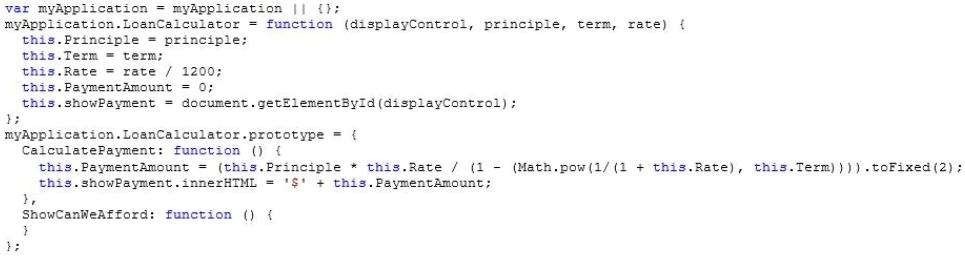 var myApplication = myApplication || {};
myApplication.LoanCalculator = function (displayControl, principle, term, rate) {
  this.Principle = principle;
  this.Term = term;
  this.Rate = rate / 1200;
  this.PaymentAmount = 0;
  this.showPayment = document.getElementById(displayControl);
};
myApplication.LoanCalculator.prototype = {
  CalculatePayment: function () {
    this.PaymentAmount = (this.Principle * this.Rate / (1 - (Math.pow(1/(1 + this.Rate), this.Term)))).toFixed(2);
    this.showPayment.innerHTML = '$' + this.PaymentAmount;
  },
  ShowCanWeAfford: function () {
  }
};